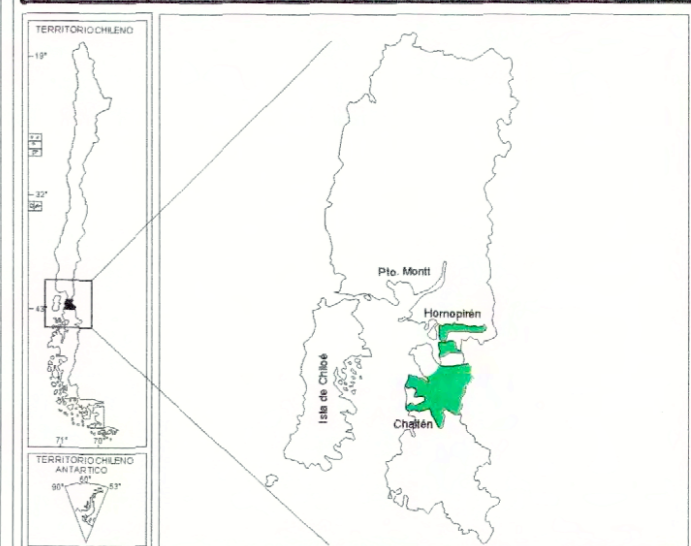 TERRITORIO CHILENO
19°
32°
43°
71°
70°
TERRITORIO CHILENO
ANTARTICO
90°
60°
53°
Pto. Montt
Hornopirén
Isla de Chiloé
Chaitén